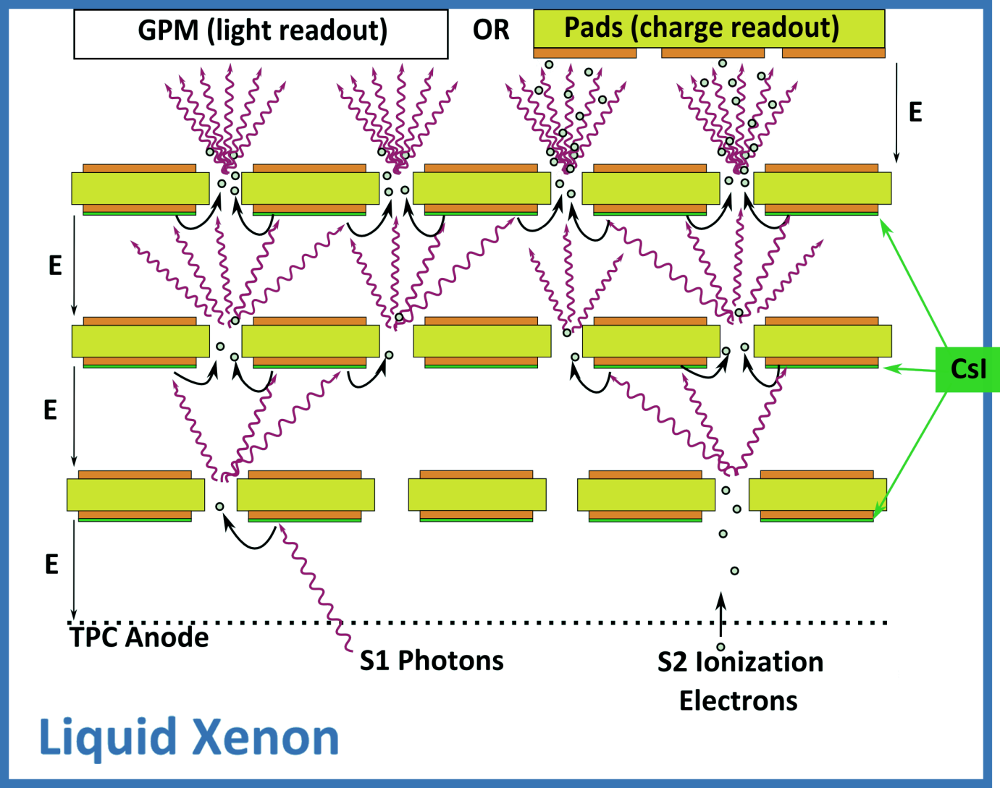 GPM (light readout)
OR
Pads (charge readout)
E
E
CsI
E
E
TPC Anode
S1 Photons
S2 Ionization
Electrons
Liquid Xenon